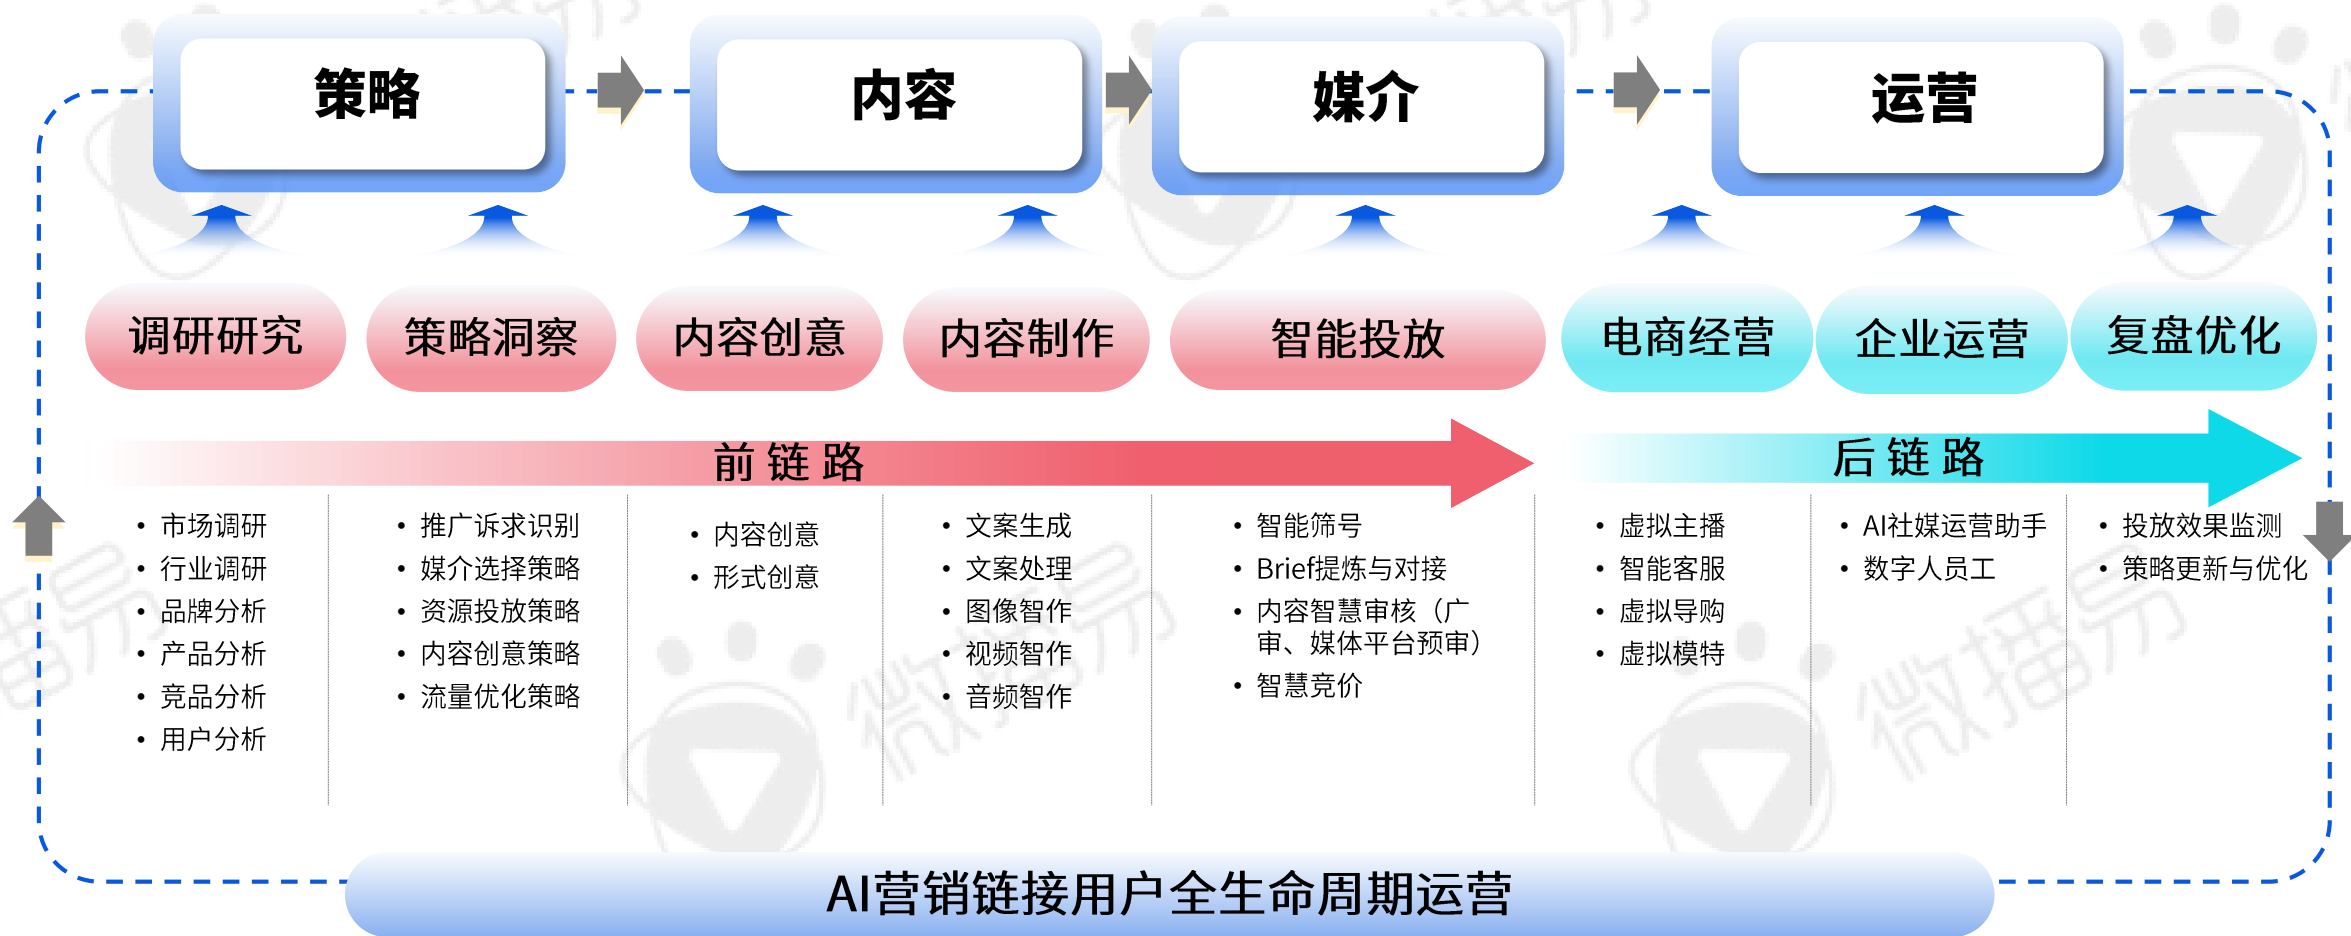 策略
内容
媒介
运营
调研研究
策略洞察
内容创意
内容制作
智能投放
电商经营
企业运营
复盘优化
前链路
后链路
• 市场调研
• 行业调研
• 品牌分析
• 产品分析
• 竞品分析
• 用户分析
• 推广诉求识别
• 媒介选择策略
• 资源投放策略
• 内容创意策略
• 流量优化策略
• 内容创意
• 形式创意
• 文案生成
• 文案处理
• 图像智作
• 视频智作
• 音频智作
• 智能筛号
• Brief提炼与对接
• 内容智慧审核（广
审、媒体平台预审）
• 智慧竞价
• 虚拟主播
• 智能客服
• 虚拟导购
• 虚拟模特
• AI社媒运营助手
• 数字人员工
• 投放效果监测
• 策略更新与优化
AI营销链接用户全生命周期运营
微播易
微播易